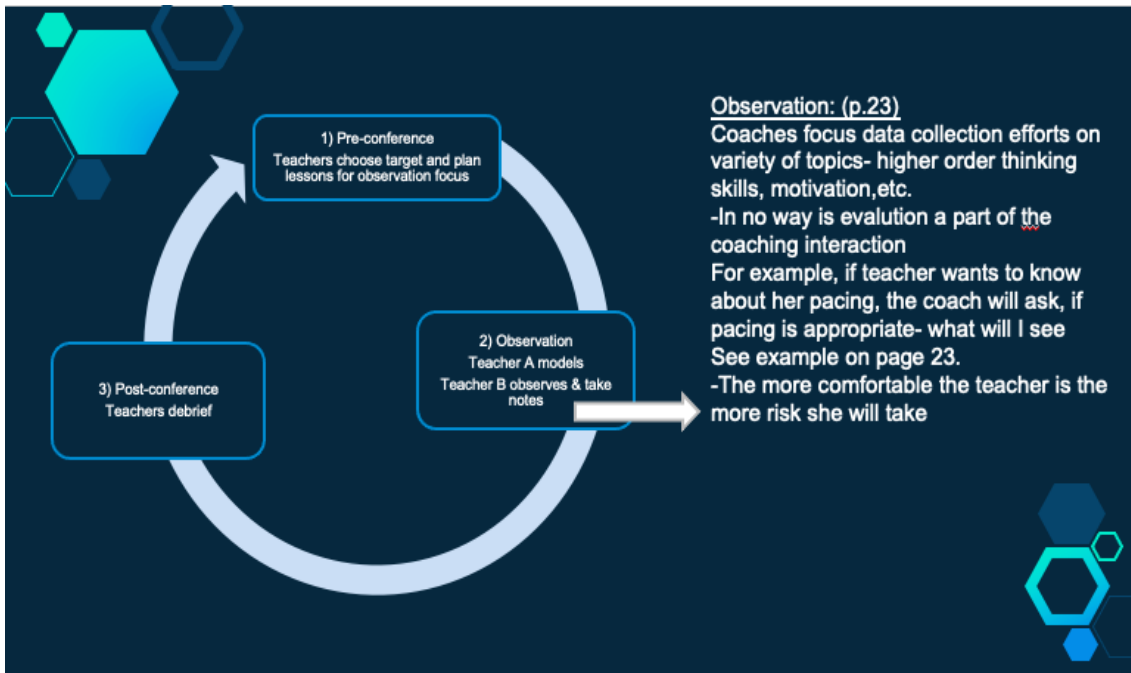 1) Pre-conference
Teachers choose target and plan
lessons for observation focus
2) Observation
Teacher A models
Teacher B observes & take
notes
3) Post-conference
Teachers debrief
Observation: (p.23)
Coaches focus data collection efforts on
variety of topics- higher order thinking
skills, motivation,etc.
-In no way is evalution a part of the
coaching interaction
For example, if teacher wants to know
about her pacing, the coach will ask, if
pacing is appropriate- what will I see
See example on page 23.
-The more comfortable the teacher is the
more risk she will take